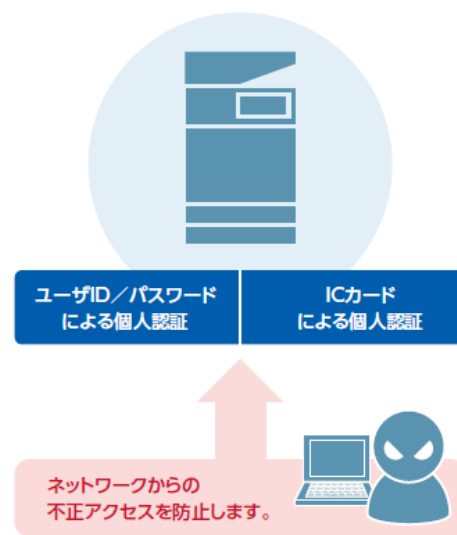 ユーザID／パスワード
による個人認証
ICカード
による個人認証
ネットワークからの
不正アクセスを防止します。